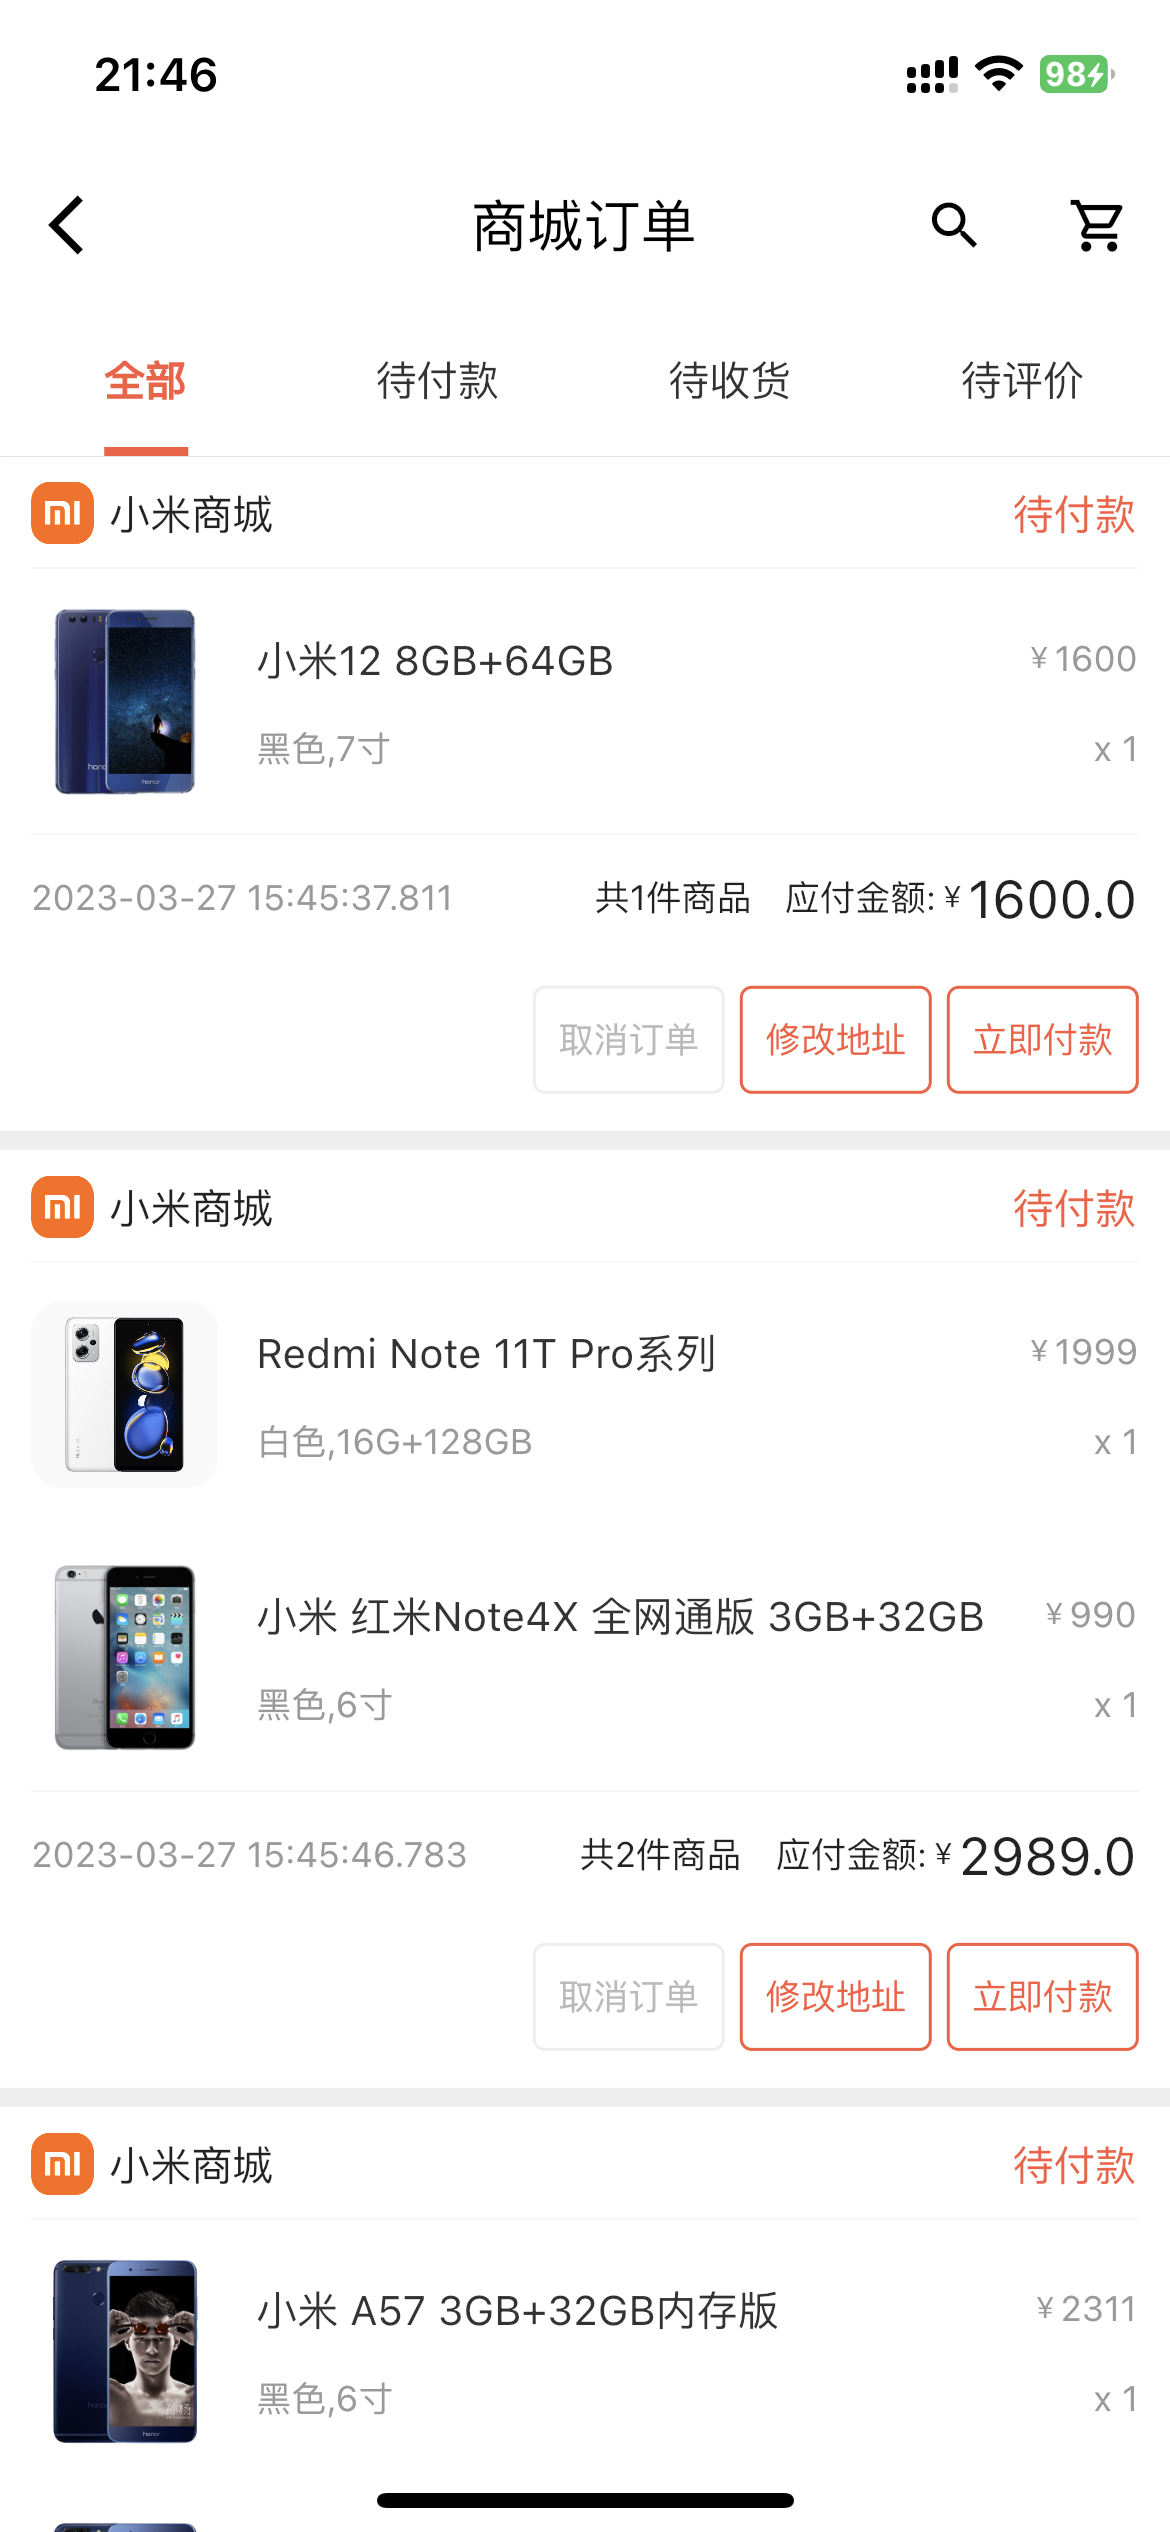 21:46
98
商城订单
全部 待付款 待收货 待评价
小米商城 待付款
小米12 8GB+64GB ¥1600
黑色,7寸 x 1
2023-03-27 15:45:37.811 共1件商品 应付金额: ¥1600.0
取消订单 修改地址 立即付款
小米商城 待付款
Redmi Note 11T Pro系列 ¥1999
白色,16G+128GB x 1
小米 红米Note4X 全网通版 3GB+32GB ¥990
黑色,6寸 x 1
2023-03-27 15:45:46.783 共2件商品 应付金额: ¥2989.0
取消订单 修改地址 立即付款
小米商城 待付款
小米 A57 3GB+32GB内存版 ¥2311
黑色,6寸 x 1